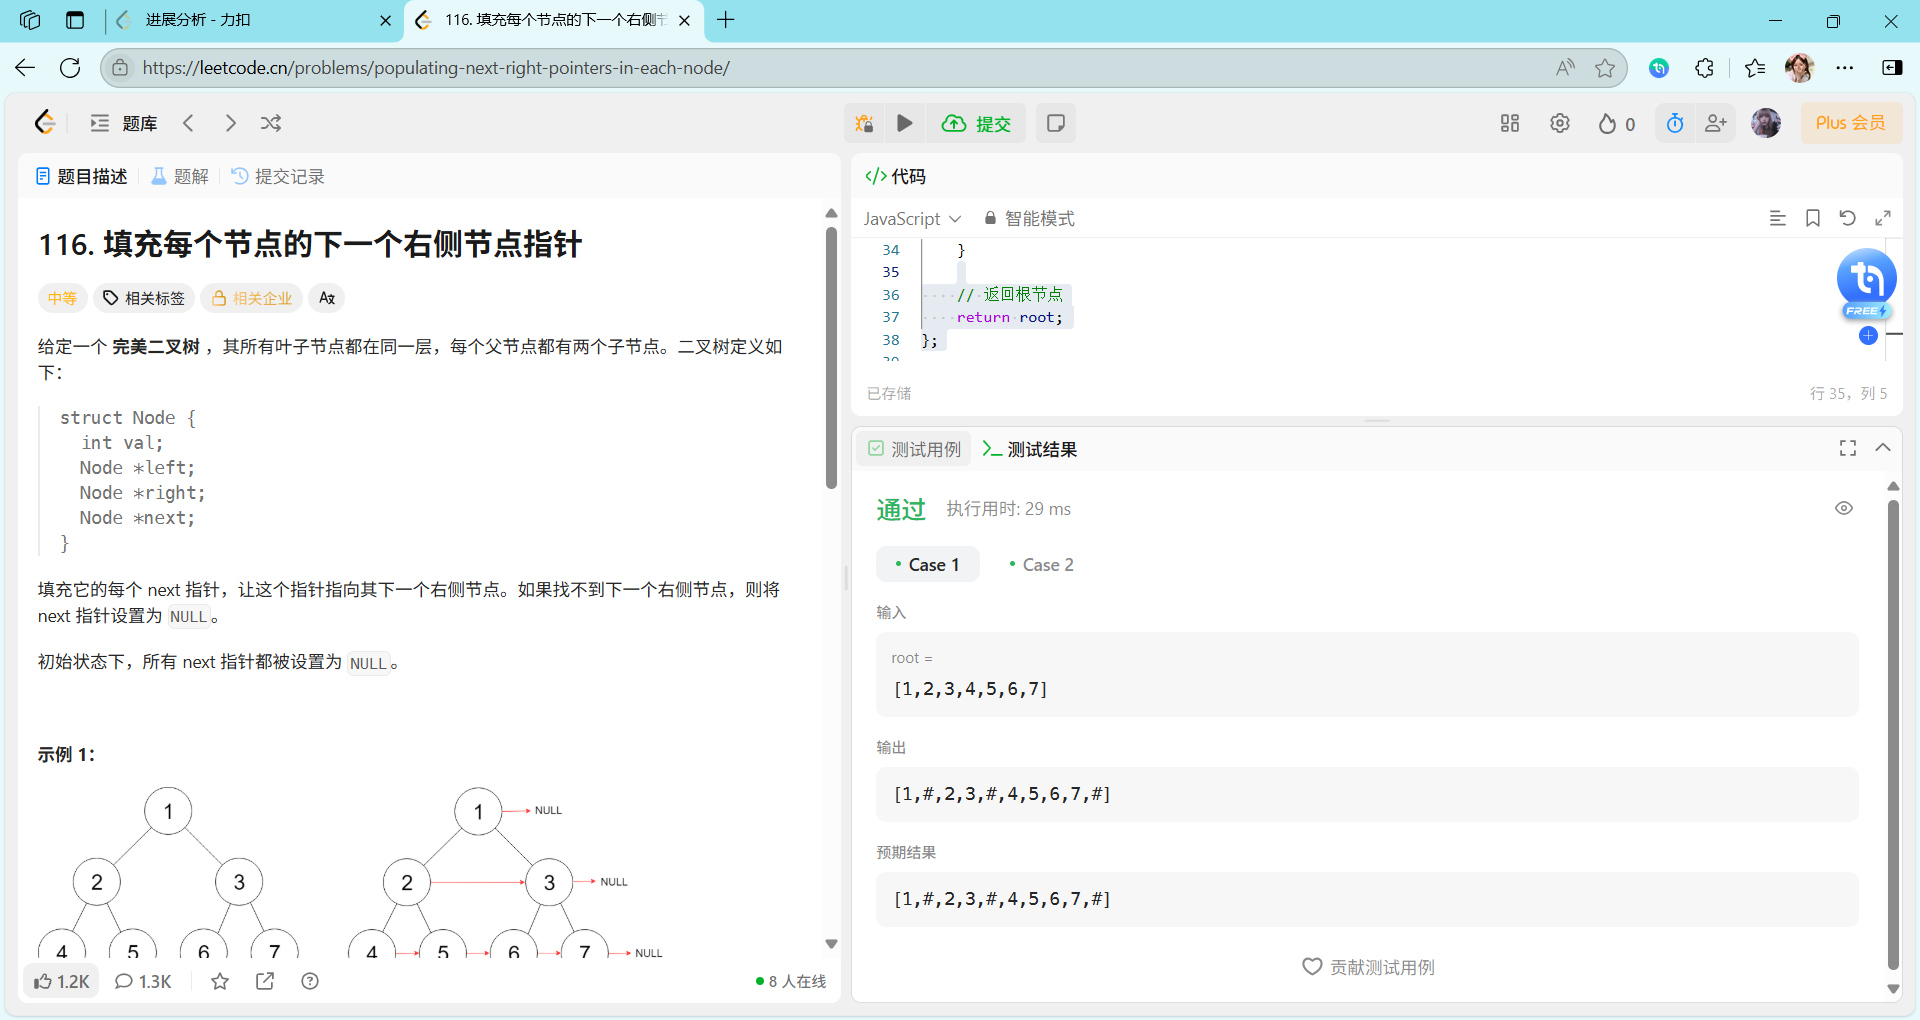 进展分析 - 力扣
116. 填充每个节点的下一个右侧节
https://leetcode.cn/problems/populating-next-right-pointers-in-each-node/
题库
提交
0
Plus 会员
题目描述
题解
提交记录
116. 填充每个节点的下一个右侧节点指针
中等
相关标签
相关企业
给定一个 完美二叉树 ，其所有叶子节点都在同一层，每个父节点都有两个子节点。二叉树定义如
下：
struct Node {
int val;
Node *left;
Node *right;
Node *next;
}
填充它的每个 next 指针，让这个指针指向其下一个右侧节点。如果找不到下一个右侧节点，则将
next 指针设置为 NULL。
初始状态下，所有 next 指针都被设置为 NULL。
示例 1：
1
2
3
4
5
6
7
1
NULL
2
3
NULL
4
5
6
7
NULL
1.2K
1.3K
8 人在线
代码
JavaScript
智能模式
34 }
35
36 // 返回根节点
37 return root;
38 };
39
FREE
已存储
行 35，列 5
测试用例
测试结果
通过
执行用时: 29 ms
Case 1
Case 2
输入
root =
[1,2,3,4,5,6,7]
输出
[1,#,2,3,#,4,5,6,7,#]
预期结果
[1,#,2,3,#,4,5,6,7,#]
贡献测试用例